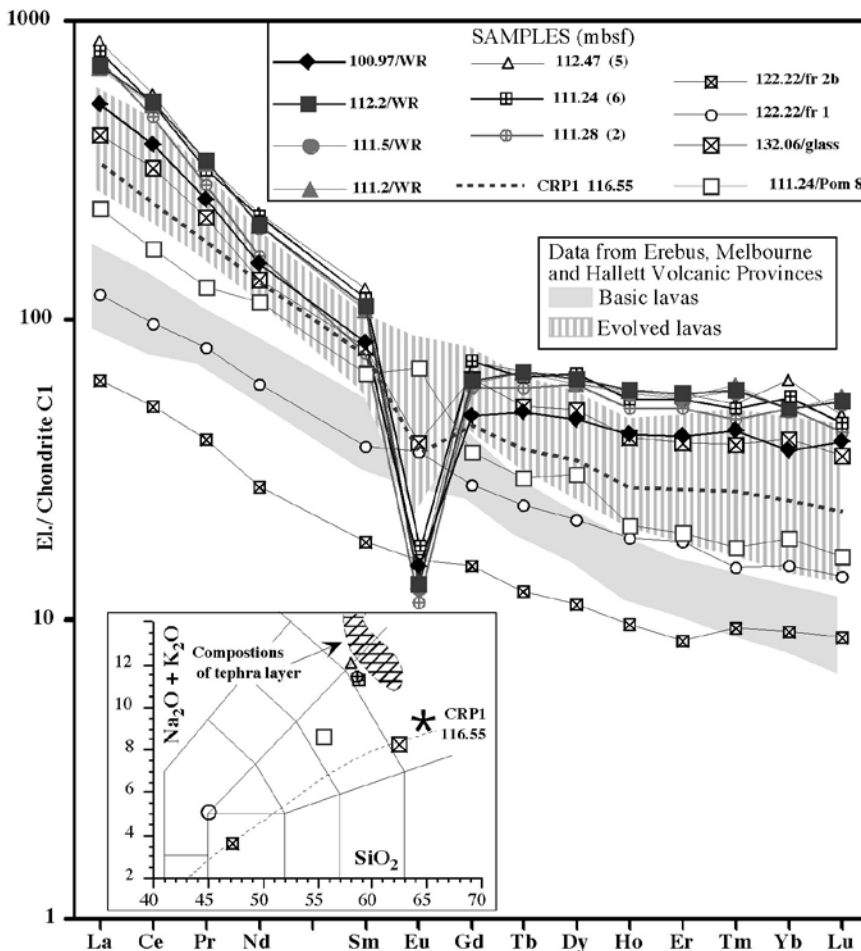 1000
100
10
1
El./ Chondrite C1
SAMPLES (mbsf)
100.97/WR
112.2/WR
111.5/WR
111.2/WR
112.47 (5)
111.24 (6)
111.28 (2)
CRP1 116.55
122.22/fr 2b
122.22/fr 1
132.06/glass
111.24/Pom 8
Data from Erebus, Melbourne
and Hallett Volcanic Provinces
Basic lavas
Evolved lavas
Compostions
of tephra layer
CRP1
116.55
Na2O + K2O
12
10
8
6
4
2
SiO2
40 45 50 55 60 65 70
La Ce Pr Nd Sm Eu Gd Tb Dy Ho Er Tm Yb Lu